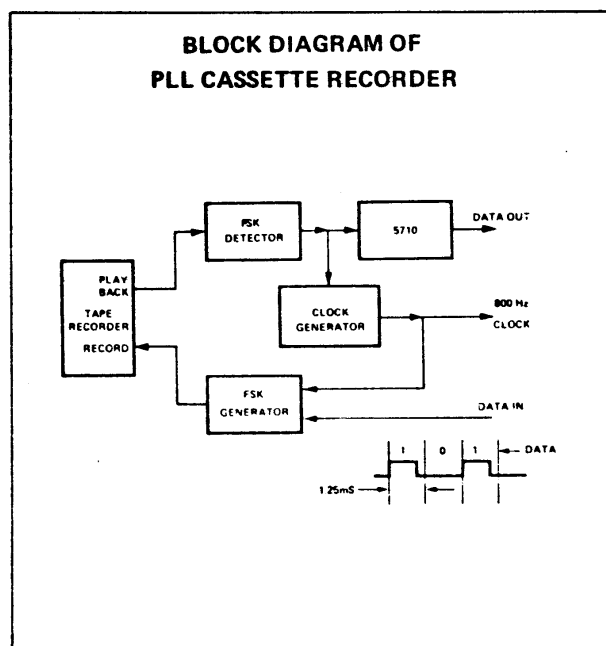 BLOCK DIAGRAM OF
PLL CASSETTE RECORDER
FSK
DETECTOR
5710
DATA OUT
PLAY
BACK
TAPE
RECORDER
RECORD
CLOCK
GENERATOR
800 Hz
CLOCK
FSK
GENERATOR
DATA IN
1 0 1 DATA
1.25mS